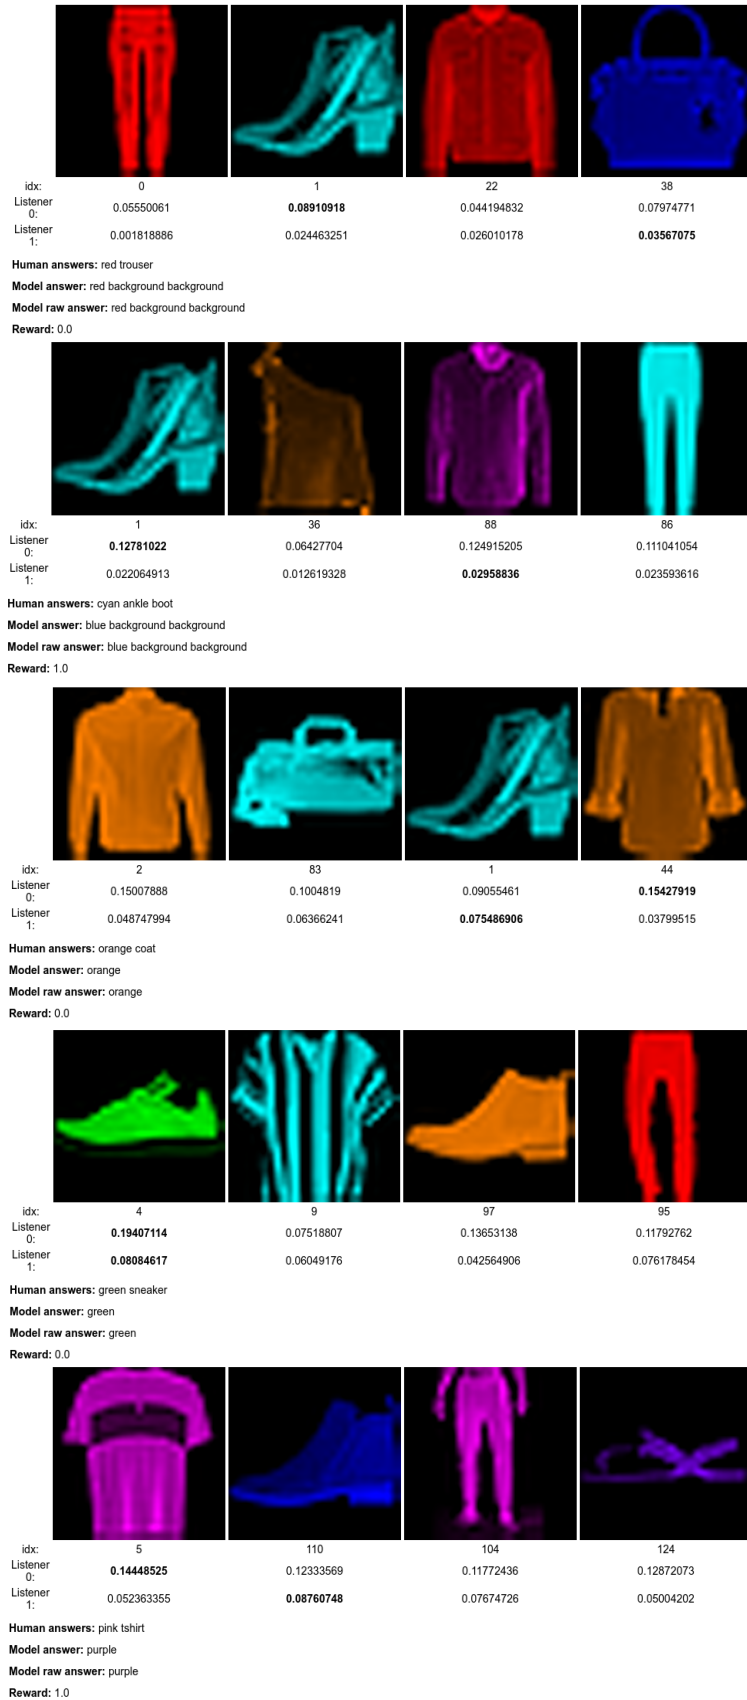 idx: 0 1 22 38
Listener 0: 0.05550061 0.08910918 0.044194832 0.07974771
Listener 1: 0.001818886 0.024463251 0.026010178 0.03567075
Human answers: red trouser
Model answer: red background background
Model raw answer: red background background
Reward: 0.0
idx: 1 36 88 86
Listener 0: 0.12781022 0.06427704 0.124915205 0.111041054
Listener 1: 0.022064913 0.012619328 0.02958836 0.023593616
Human answers: cyan ankle boot
Model answer: blue background background
Model raw answer: blue background background
Reward: 1.0
idx: 2 83 1 44
Listener 0: 0.15007888 0.1004819 0.09055461 0.15427919
Listener 1: 0.048747994 0.06366241 0.075486906 0.03799515
Human answers: orange coat
Model answer: orange
Model raw answer: orange
Reward: 0.0
idx: 4 9 97 95
Listener 0: 0.19407114 0.07518807 0.13653138 0.11792762
Listener 1: 0.08084617 0.06049176 0.042564906 0.076178454
Human answers: green sneaker
Model answer: green
Model raw answer: green
Reward: 0.0
idx: 5 110 104 124
Listener 0: 0.14448525 0.12333569 0.11772436 0.12872073
Listener 1: 0.052363355 0.08760748 0.07674726 0.05004202
Human answers: pink tshirt
Model answer: purple
Model raw answer: purple
Reward: 1.0